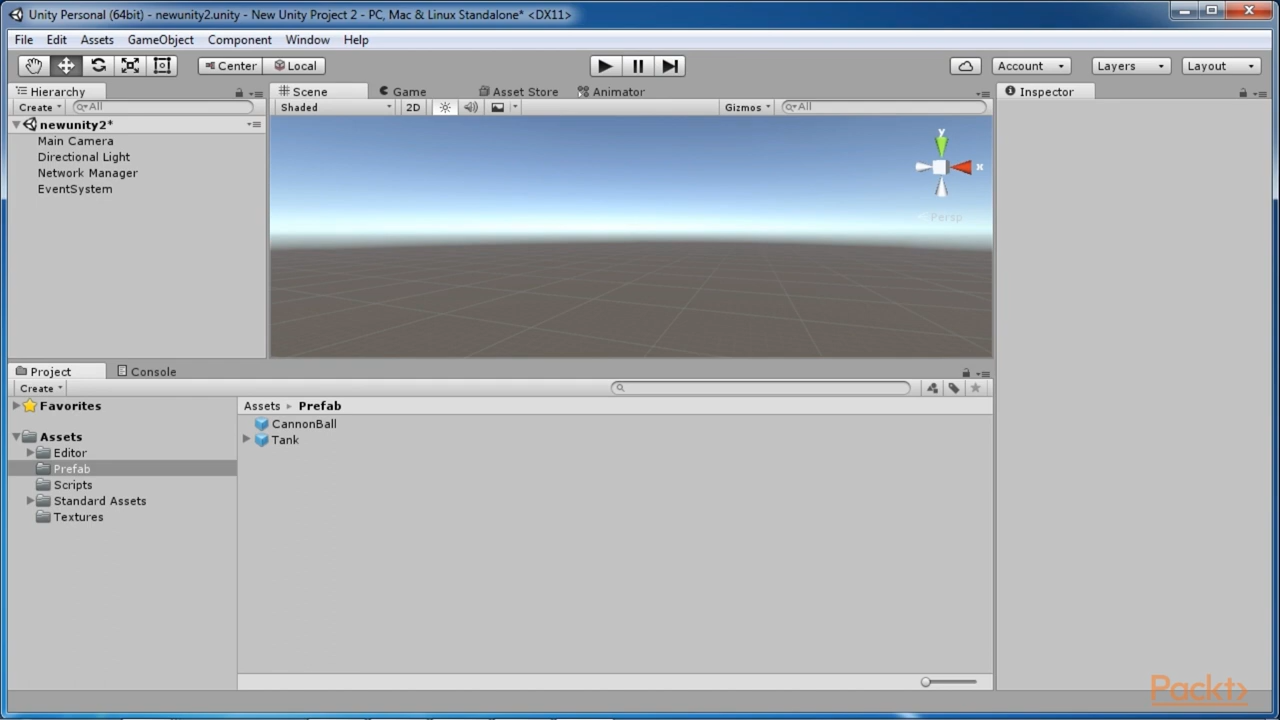 Unity Personal (64bit) - newunity2.unity - New Unity Project 2 - PC, Mac & Linux Standalone* <DX11>
File Edit Assets GameObject Component Window Help
Center Local Account Layers Layout
Hierarchy Scene Game Asset Store Animator Inspector
Create All Shaded 2D Gizmos All
newunity2*
Main Camera
Directional Light
Network Manager
EventSystem
y
x
Persp
Project Console
Create
Favorites Assets Prefab
CannonBall
Assets Tank
Editor
Prefab
Scripts
Standard Assets
Textures
Packt>